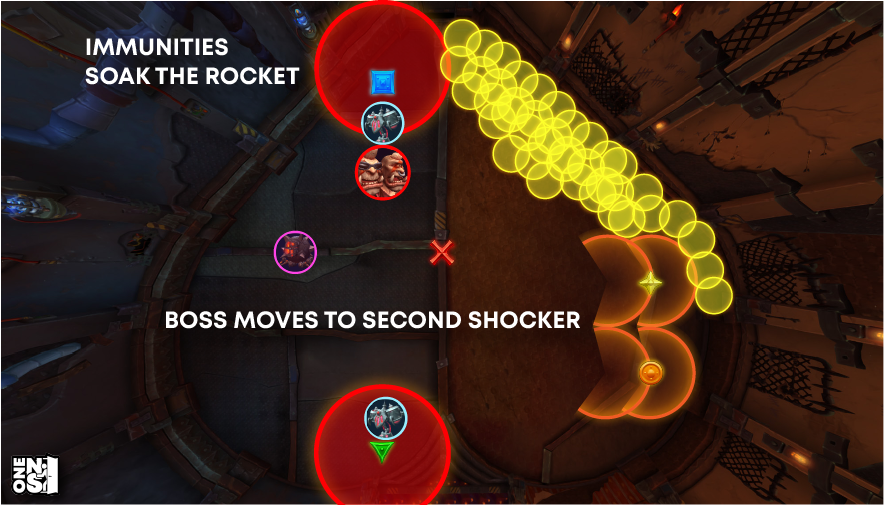 IMMUNITIES
SOAK THE ROCKET
BOSS MOVES TO SECOND SHOCKER